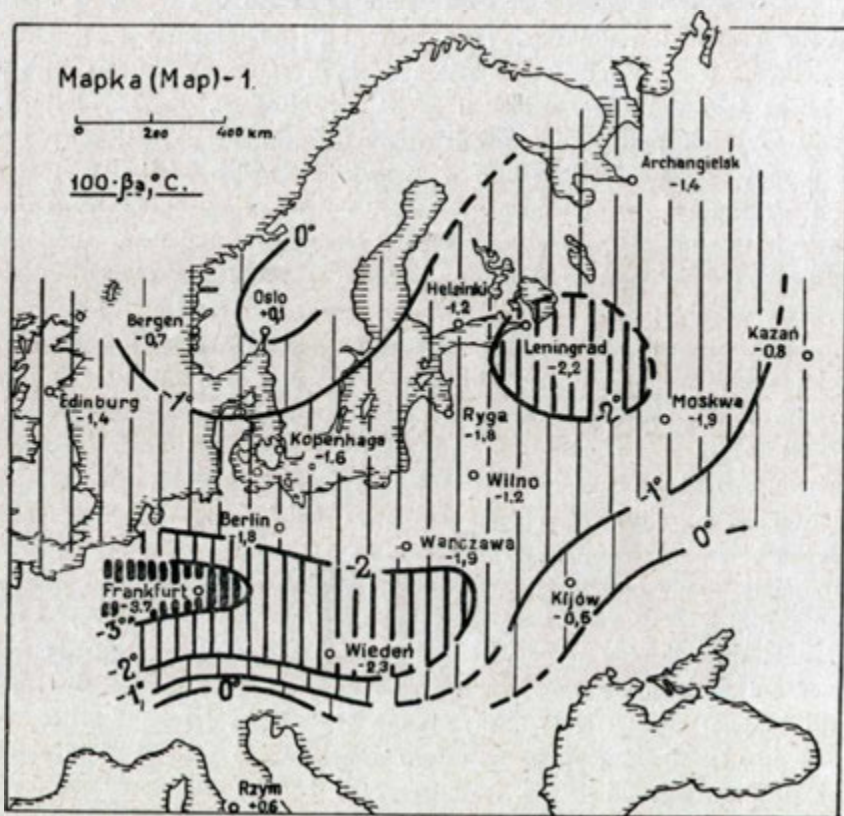 Mapka (Map)-1.
0 200 400 km.
100·βa,°C.
Archangielsk
-1,4
0°
Oslo
+0,1
Helsinki
-1,2
Bergen
-0,7
Leningrad
-2,2
Kazań
-0,8
-1°
Edinburg
-1,4
-2°
Moskwa
-1,9
Ryga
-1,8
Kopenhaga
-1,6
Wilno
-1,2
-1°
Berlin
-1,8
0°
Warszawa
-1,9
-2
Frankfurt
-3,7
Kijów
-0,6
-3°
Wiedeń
-2,3
-2°
-1°
0°
Rzym
+0,6